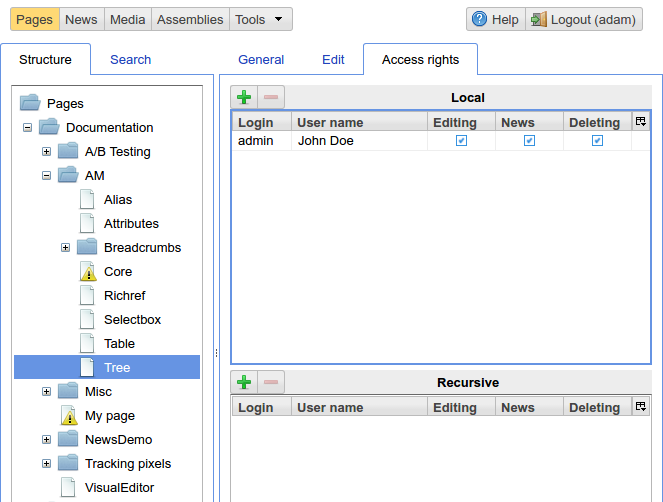 Pages News Media Assemblies Tools Help Logout (adam)
Structure Search General Edit Access rights
Pages
Documentation
A/B Testing
AM
Alias
Attributes
Breadcrumbs
Core
Richref
Selectbox
Table
Tree
Misc
My page
NewsDemo
Tracking pixels
VisualEditor
Local
Login User name Editing News Deleting
admin John Doe
Recursive
Login User name Editing News Deleting